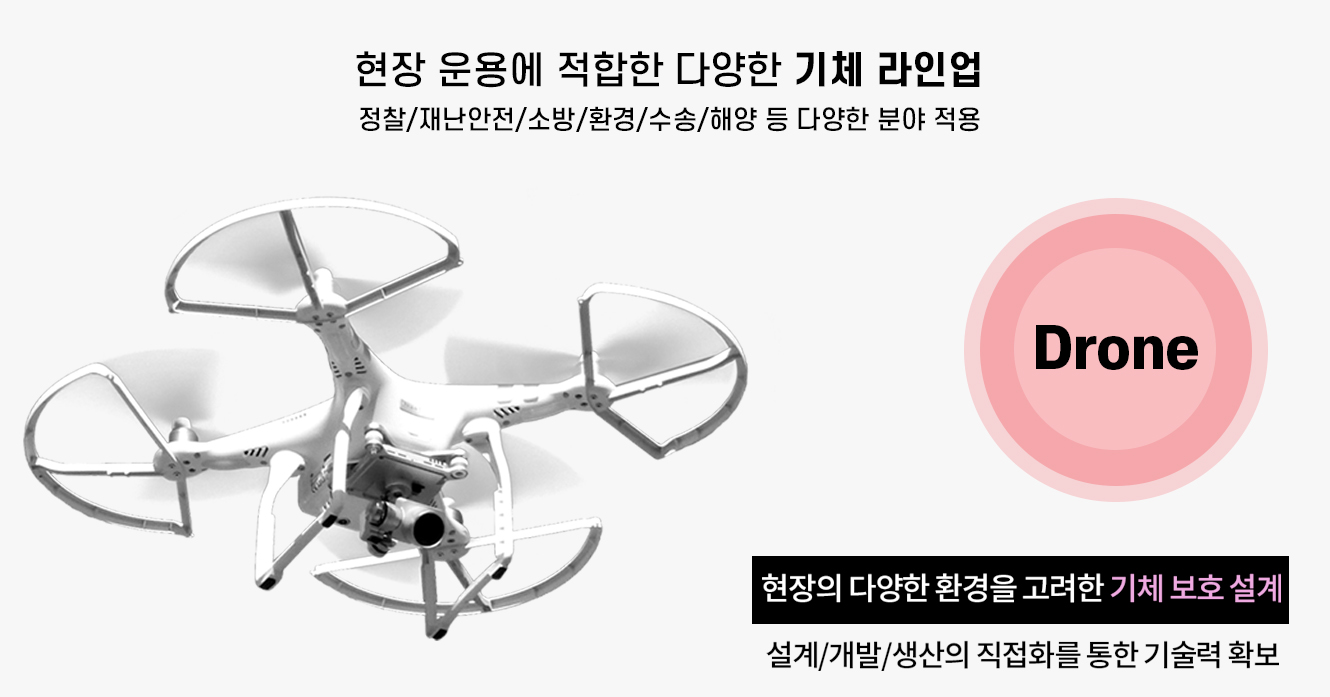 현장 운용에 적합한 다양한 기체 라인업
정찰/재난안전/소방/환경/수송/해양 등 다양한 분야 적용
Drone
현장의 다양한 환경을 고려한 기체 보호 설계
설계/개발/생산의 직접화를 통한 기술력 확보